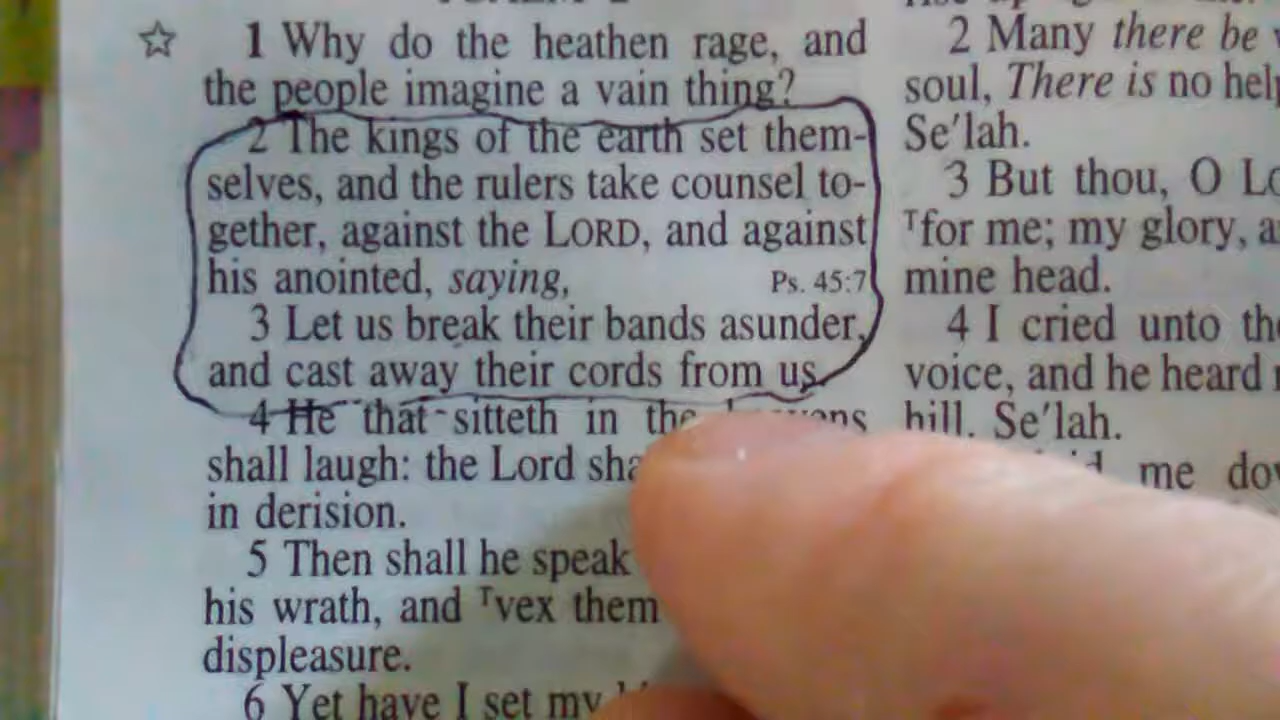 1 Why do the heathen rage, and
the people imagine a vain thing?
2 The kings of the earth set them-
selves, and the rulers take counsel to-
gether, against the LORD, and against
his anointed, saying, Ps. 45:7
3 Let us break their bands asunder,
and cast away their cords from us.
4 He that sitteth in the
shall laugh: the Lord
in derision.
5 Then shall he speak
his wrath, and ᵀvex them
displeasure.
6 Yet have I set my
2 Many there be
soul, There is no
Se'lah.
3 But thou, O
ᵀfor me; my glory,
mine head.
4 I cried unto
voice, and he heard
hill. Se'lah.
me